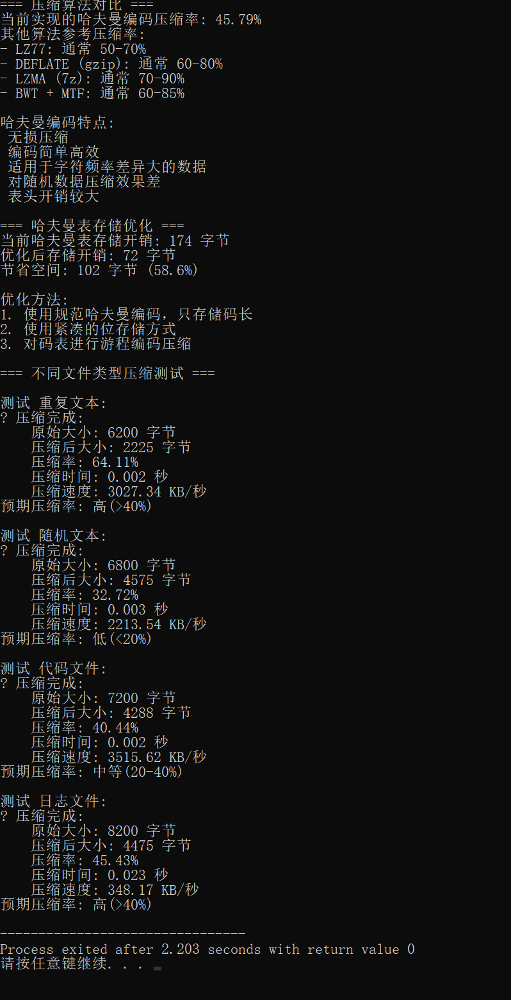 === 压缩算法对比 ===
当前实现的哈夫曼编码压缩率: 45.79%
其他算法参考压缩率:
- LZ77: 通常 50-70%
- DEFLATE (gzip): 通常 60-80%
- LZMA (7z): 通常 70-90%
- BWT + MTF: 通常 60-85%
哈夫曼编码特点:
无损压缩
编码简单高效
适用于字符频率差异大的数据
对随机数据压缩效果差
表头开销较大
=== 哈夫曼表存储优化 ===
当前哈夫曼表存储开销: 174 字节
优化后存储开销: 72 字节
节省空间: 102 字节 (58.6%)
优化方法:
1. 使用规范哈夫曼编码，只存储码长
2. 使用紧凑的位存储方式
3. 对码表进行游程编码压缩
=== 不同文件类型压缩测试 ===
测试 重复文本:
? 压缩完成:
原始大小: 6200 字节
压缩后大小: 2225 字节
压缩率: 64.11%
压缩时间: 0.002 秒
压缩速度: 3027.34 KB/秒
预期压缩率: 高(>40%)
测试 随机文本:
? 压缩完成:
原始大小: 6800 字节
压缩后大小: 4575 字节
压缩率: 32.72%
压缩时间: 0.003 秒
压缩速度: 2213.54 KB/秒
预期压缩率: 低(<20%)
测试 代码文件:
? 压缩完成:
原始大小: 7200 字节
压缩后大小: 4288 字节
压缩率: 40.44%
压缩时间: 0.002 秒
压缩速度: 3515.62 KB/秒
预期压缩率: 中等(20-40%)
测试 日志文件:
? 压缩完成:
原始大小: 8200 字节
压缩后大小: 4475 字节
压缩率: 45.43%
压缩时间: 0.023 秒
压缩速度: 348.17 KB/秒
预期压缩率: 高(>40%)
--------------------------------
Process exited after 2.203 seconds with return value 0
请按任意键继续. . .